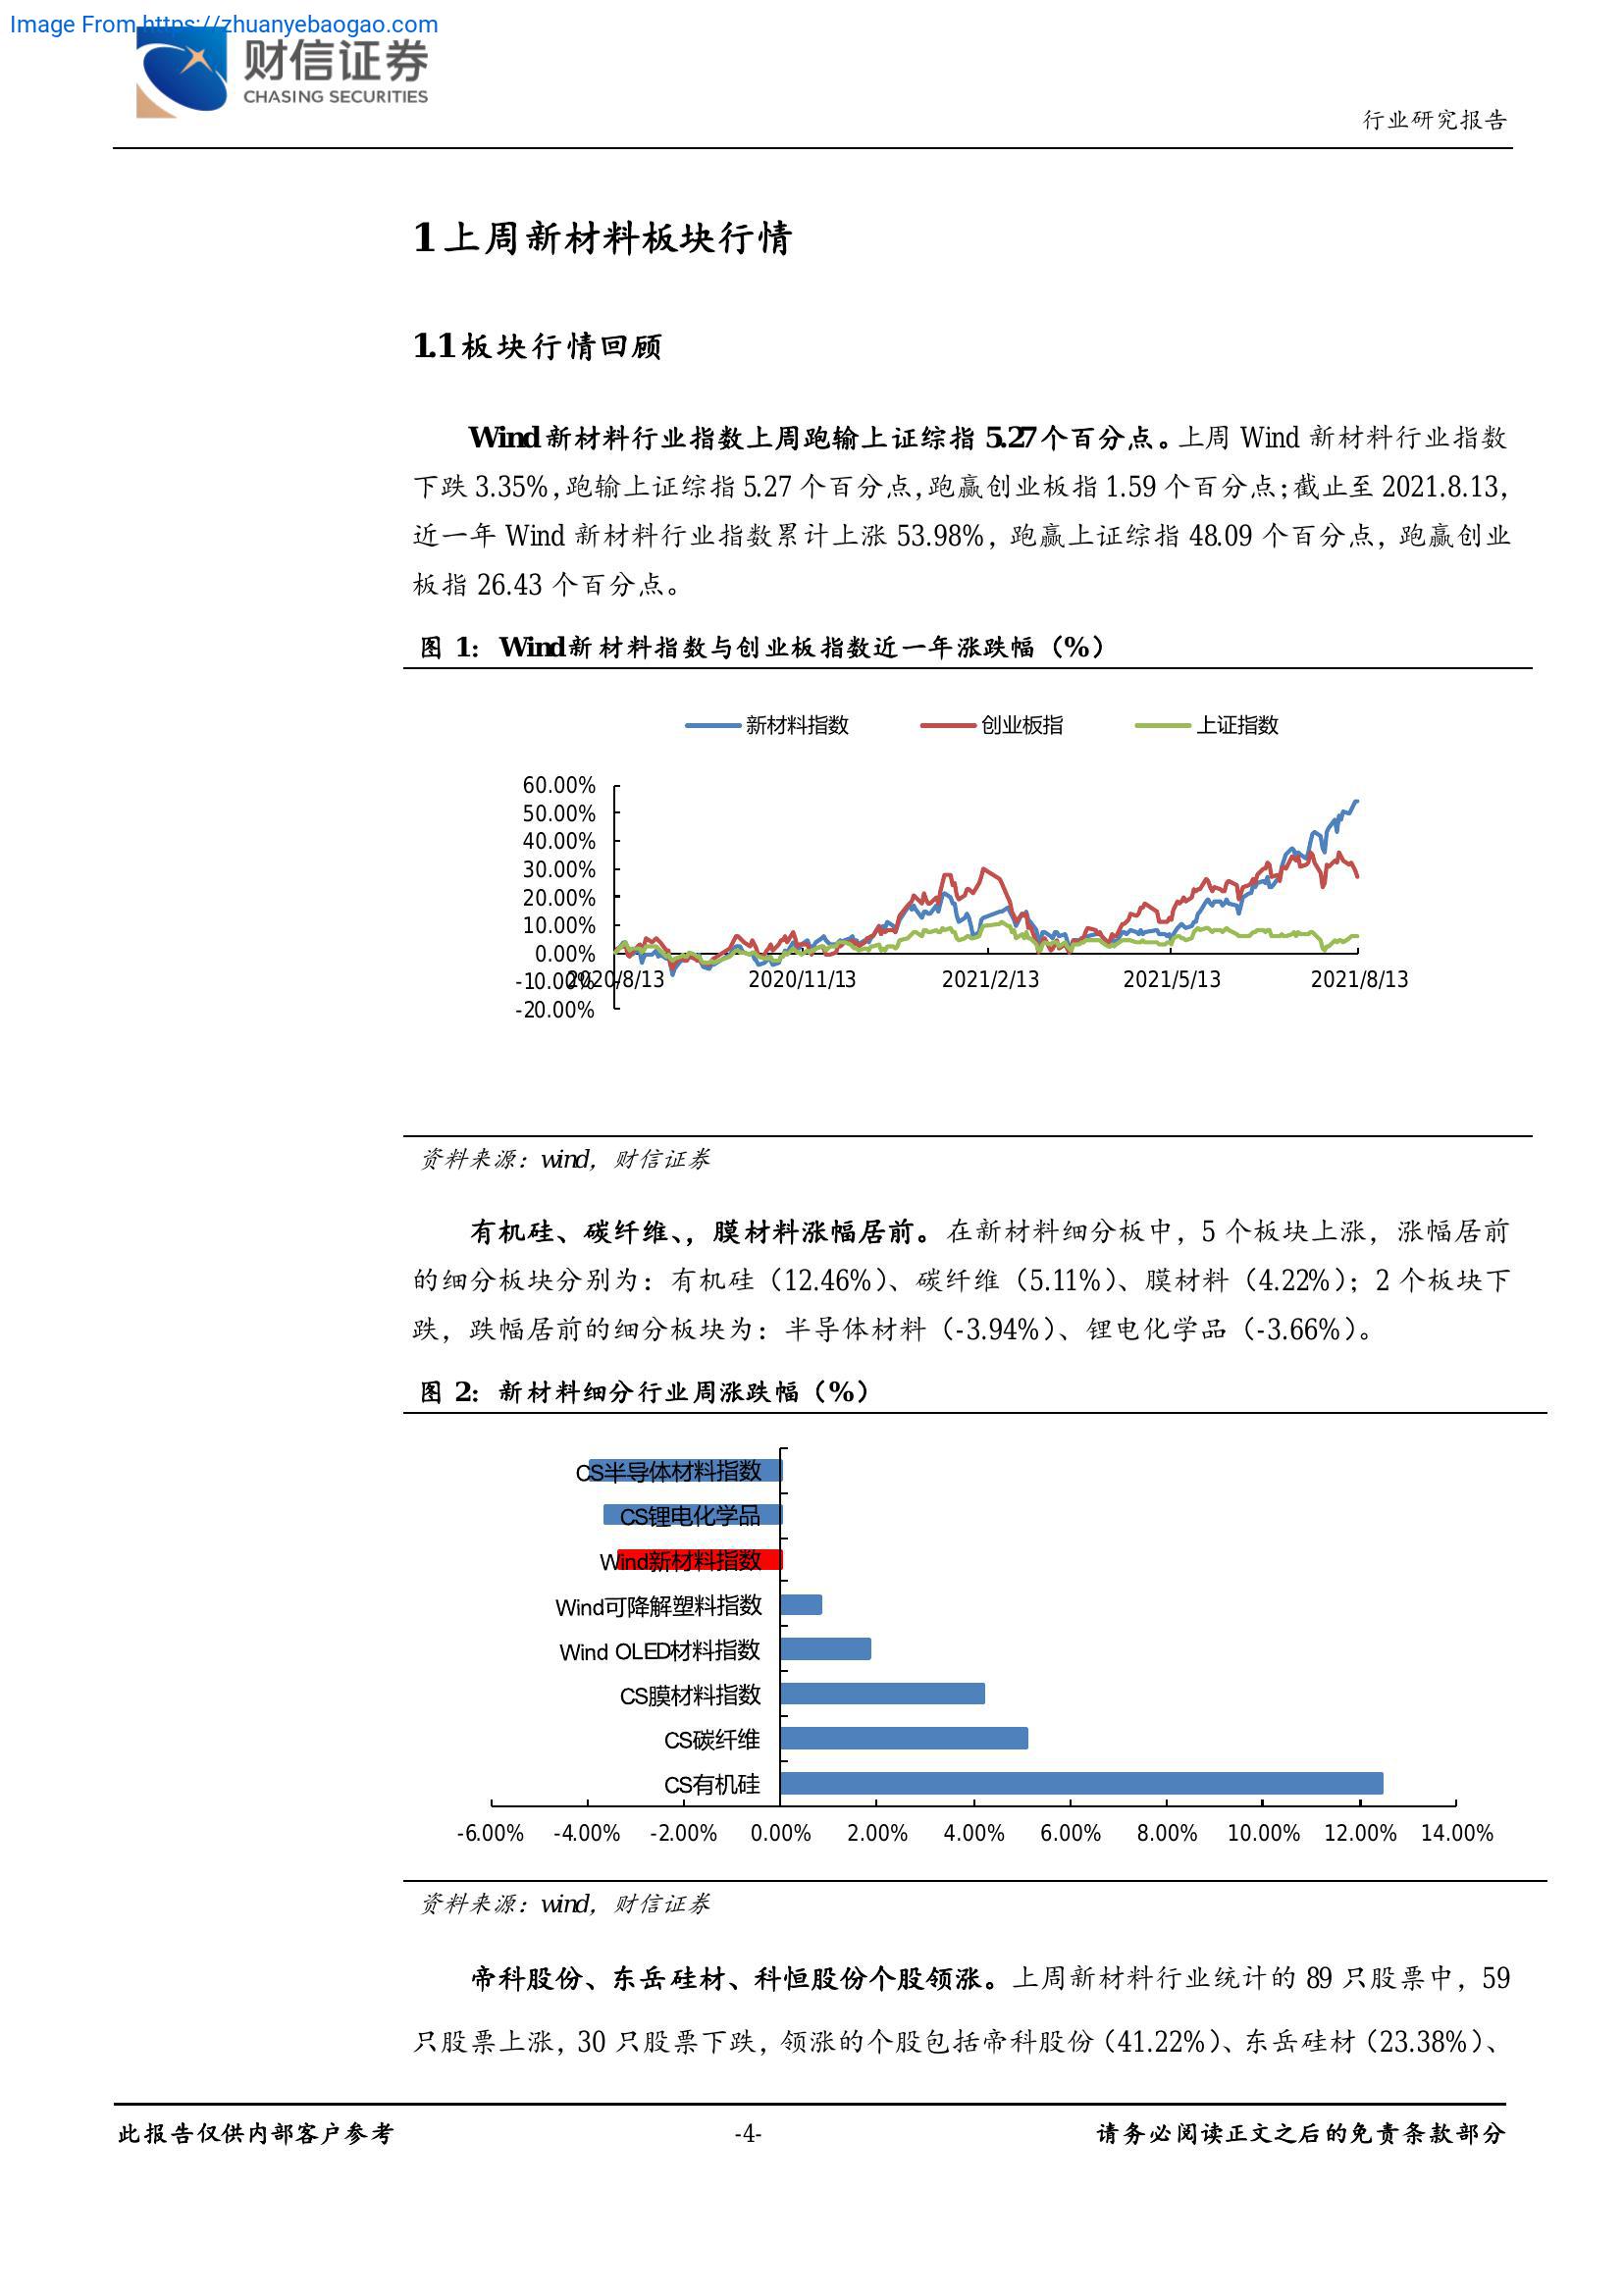 Image From https://zhuanyebaogao.com
财信证券
CHASING SECURITIES
行业研究报告
1 上周新材料板块行情
1.1 板块行情回顾
Wind 新材料行业指数上周跑输上证综指 5.27 个百分点。上周 Wind 新材料行业指数
下跌 3.35%，跑输上证综指 5.27 个百分点，跑赢创业板指 1.59 个百分点；截止至 2021.8.13，
近一年 Wind 新材料行业指数累计上涨 53.98%，跑赢上证综指 48.09 个百分点，跑赢创业
板指 26.43 个百分点。
图 1：Wind 新材料指数与创业板指数近一年涨跌幅（%）
新材料指数 创业板指 上证指数
60.00%
50.00%
40.00%
30.00%
20.00%
10.00%
0.00%
-10.00%
-20.00%
2020/8/13 2020/11/13 2021/2/13 2021/5/13 2021/8/13
资料来源：wind，财信证券
有机硅、碳纤维、，膜材料涨幅居前。在新材料细分板中，5 个板块上涨，涨幅居前
的细分板块分别为：有机硅（12.46%）、碳纤维（5.11%）、膜材料（4.22%）；2 个板块下
跌，跌幅居前的细分板块为：半导体材料（-3.94%）、锂电化学品（-3.66%）。
图 2：新材料细分行业周涨跌幅（%）
CS半导体材料指数
CS锂电化学品
Wind新材料指数
Wind可降解塑料指数
Wind OLED材料指数
CS膜材料指数
CS碳纤维
CS有机硅
-6.00% -4.00% -2.00% 0.00% 2.00% 4.00% 6.00% 8.00% 10.00% 12.00% 14.00%
资料来源：wind，财信证券
帝科股份、东岳硅材、科恒股份个股领涨。上周新材料行业统计的 89 只股票中，59
只股票上涨，30 只股票下跌，领涨的个股包括帝科股份（41.22%）、东岳硅材（23.38%）、
此报告仅供内部客户参考 -4- 请务必阅读正文之后的免责条款部分